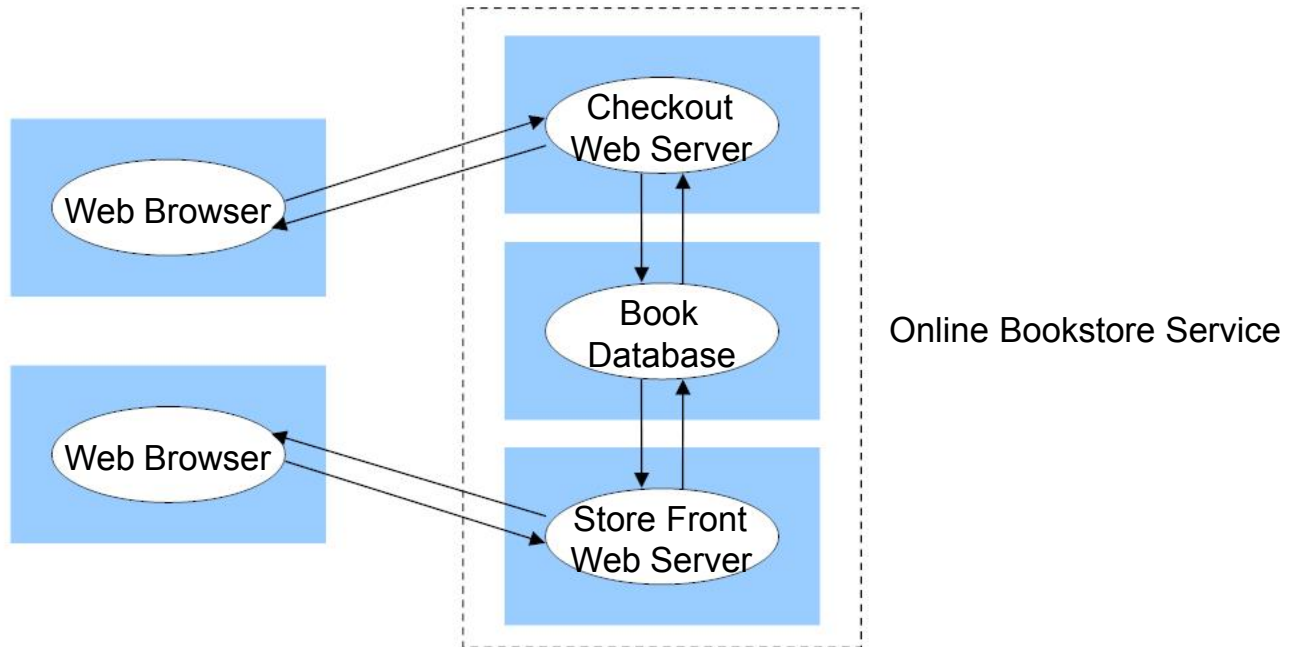 Checkout
Web Server
Web Browser
Book
Database
Online Bookstore Service
Web Browser
Store Front
Web Server